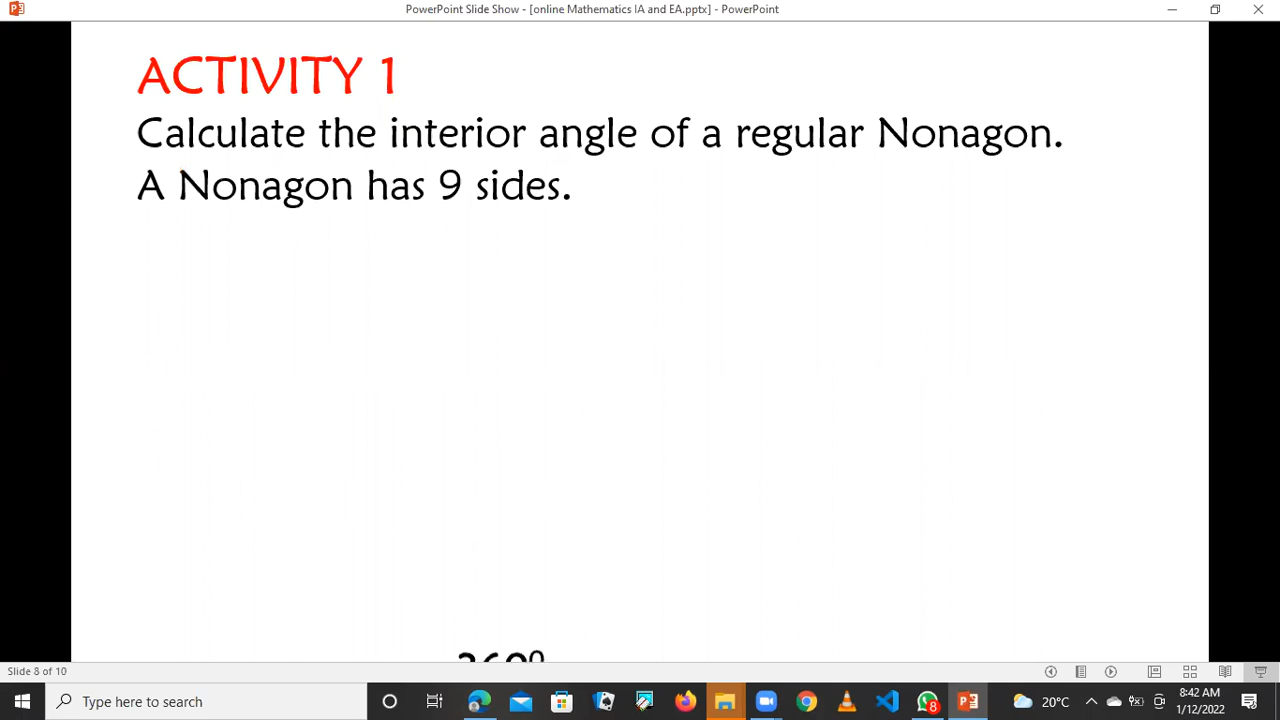 PowerPoint Slide Show - [online Mathematics IA and EA.pptx] - PowerPoint
ACTIVITY 1
Calculate the interior angle of a regular Nonagon.
A Nonagon has 9 sides.
360⁰
Slide 8 of 10
Type here to search
8
20°C
8:42 AM
1/12/2022